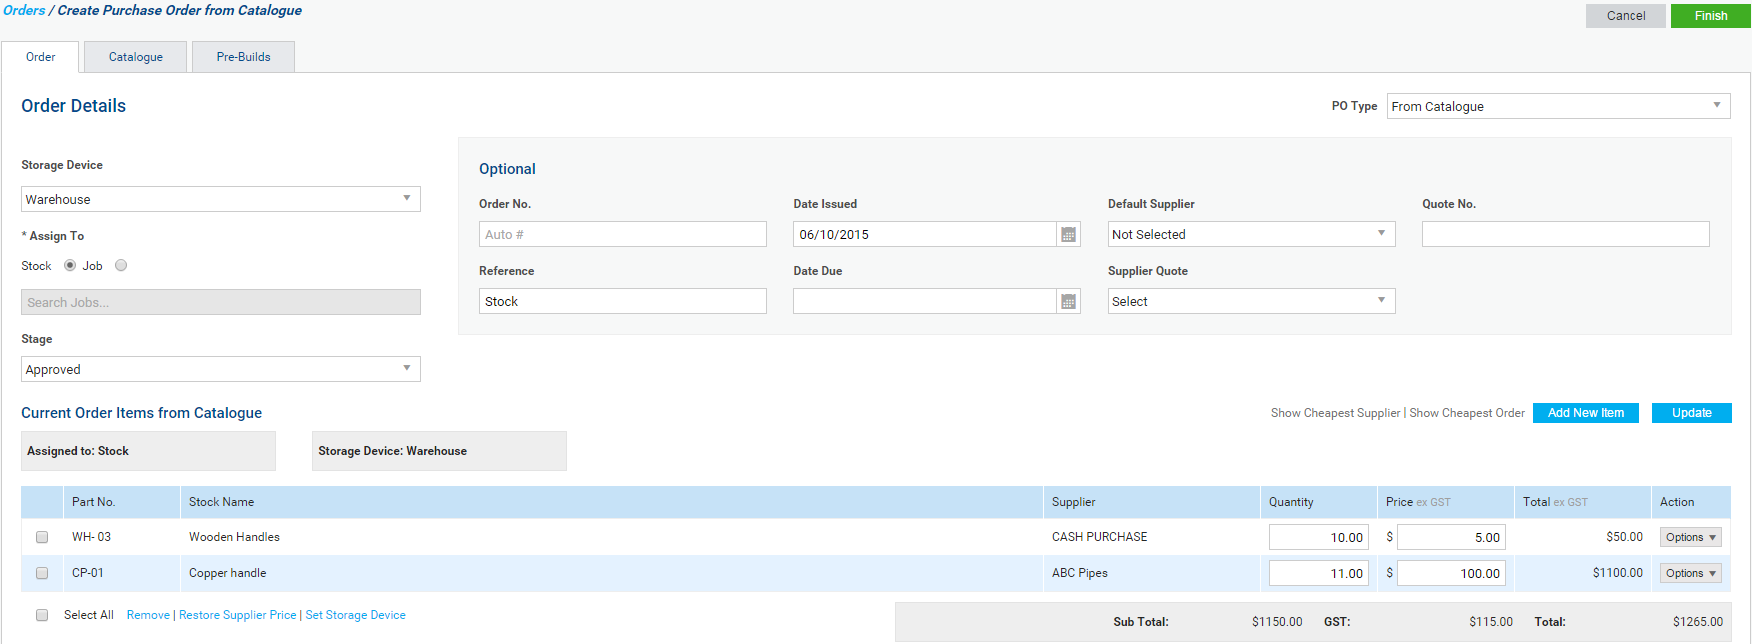 Orders / Create Purchase Order from Catalogue
Cancel Finish
Order Catalogue Pre-Builds
Order Details
PO Type From Catalogue
Storage Device
Warehouse
* Assign To
Stock Job
Search Jobs...
Stage
Approved
Optional
Order No. Date Issued Default Supplier Quote No.
Auto # 06/10/2015 Not Selected
Reference Date Due Supplier Quote
Stock Select
Current Order Items from Catalogue
Show Cheapest Supplier | Show Cheapest Order Add New Item Update
Assigned to: Stock Storage Device: Warehouse
Part No. Stock Name Supplier Quantity Price ex GST Total ex GST Action
WH- 03 Wooden Handles CASH PURCHASE 10.00 $ 5.00 $50.00 Options
CP-01 Copper handle ABC Pipes 11.00 $ 100.00 $1100.00 Options
Select All Remove | Restore Supplier Price | Set Storage Device
Sub Total: $1150.00 GST: $115.00 Total: $1265.00